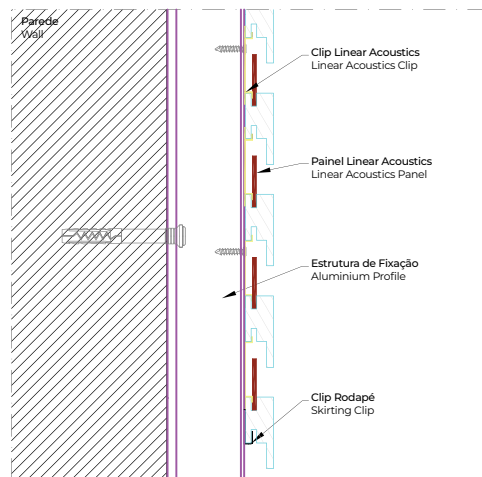 Parede
Wall
Clip Linear Acoustics
Linear Acoustics Clip
Painel Linear Acoustics
Linear Acoustics Panel
Estrutura de Fixação
Aluminium Profile
Clip Rodapé
Skirting Clip